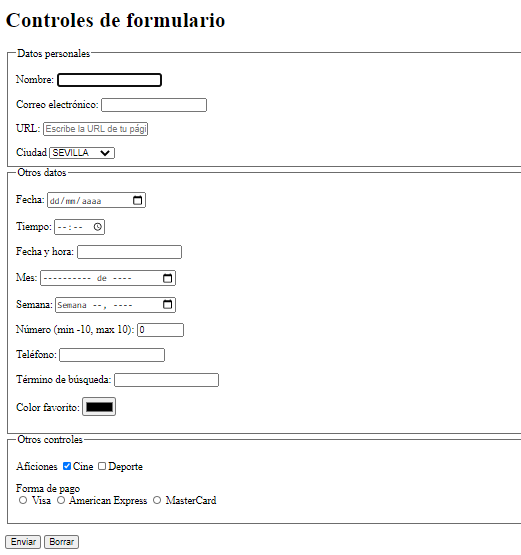 Controles de formulario
Datos personales
Nombre:
Correo electrónico:
URL: Escribe la URL de tu pági
Ciudad SEVILLA
Otros datos
Fecha: dd/mm/aaaa
Tiempo: --:--
Fecha y hora:
Mes: ---------- de ----
Semana: Semana --, ----
Número (min -10, max 10): 0
Teléfono:
Término de búsqueda:
Color favorito:
Otros controles
Aficiones Cine Deporte
Forma de pago
Visa American Express MasterCard
Enviar Borrar